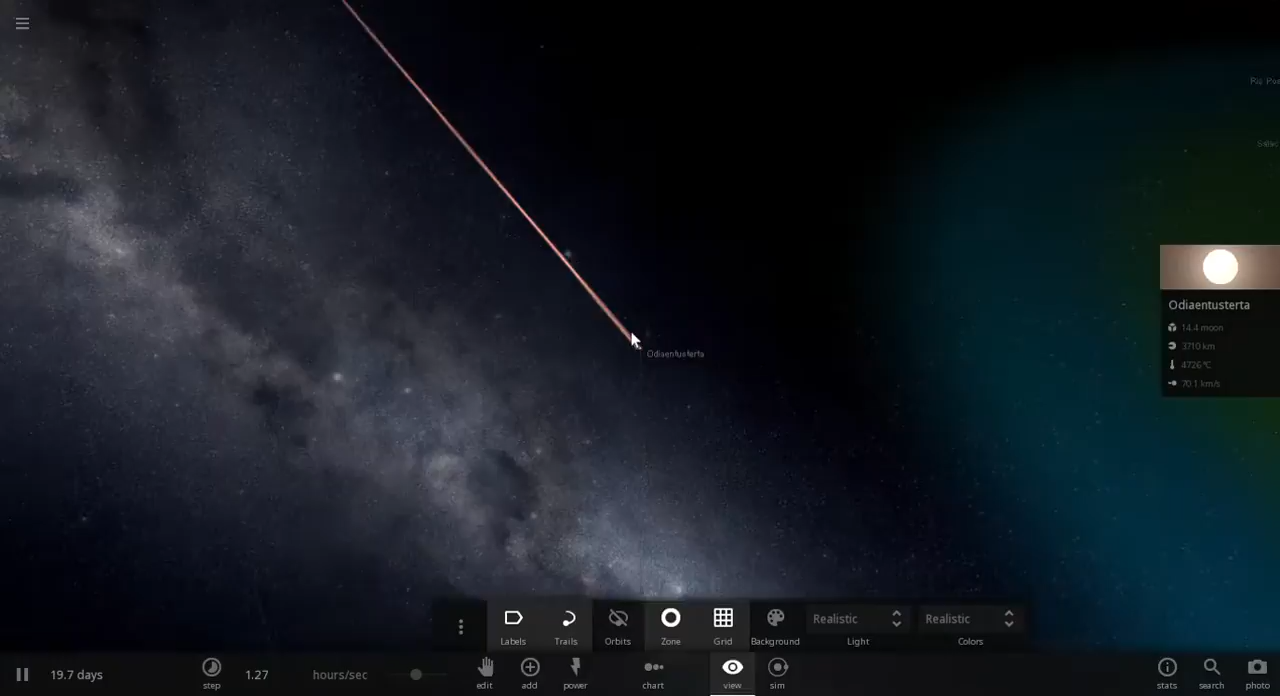 Odiaentusterta
Odiaentusterta
14.4 moon
3710 km
4726 °C
70.1 km/s
Labels
Trails
Orbits
Zone
Grid
Background
Realistic
Light
Realistic
Colors
19.7 days
step
1.27
hours/sec
edit
add
power
chart
view
sim
stats
search
photo